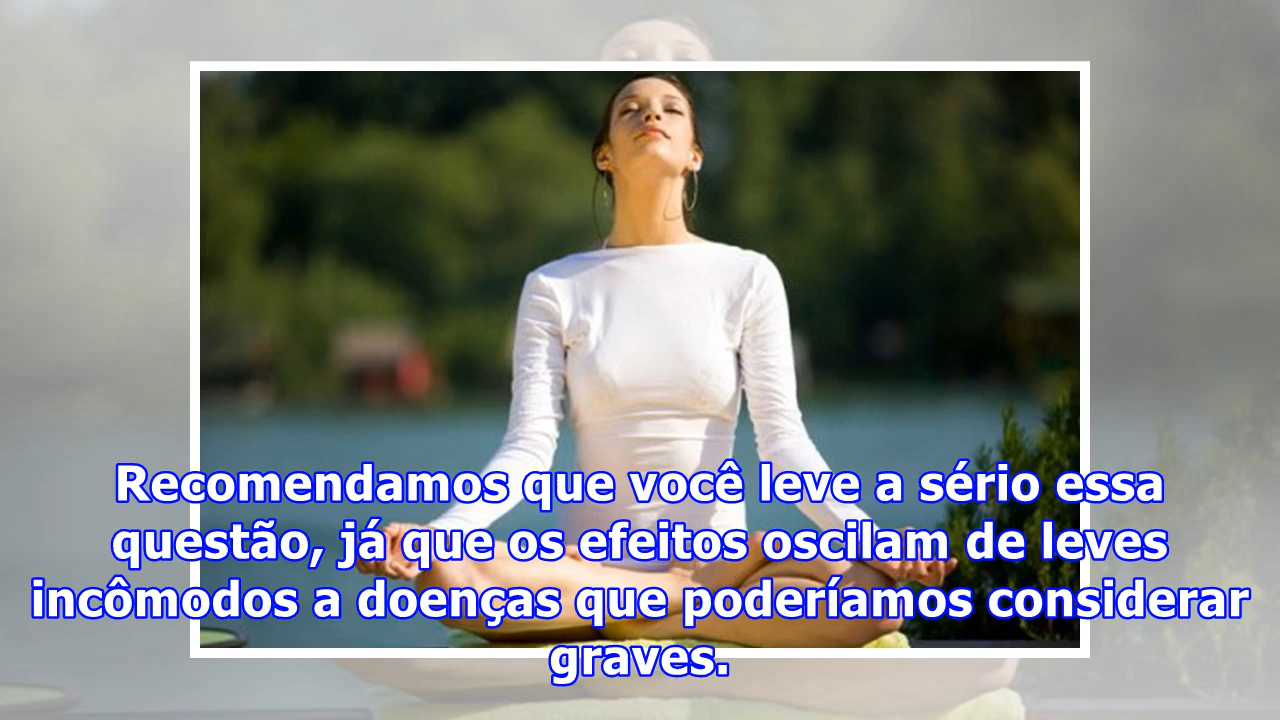 Recomendamos que você leve a sério essa
questão, já que os efeitos oscilam de leves
incômodos a doenças que poderíamos considerar
graves.